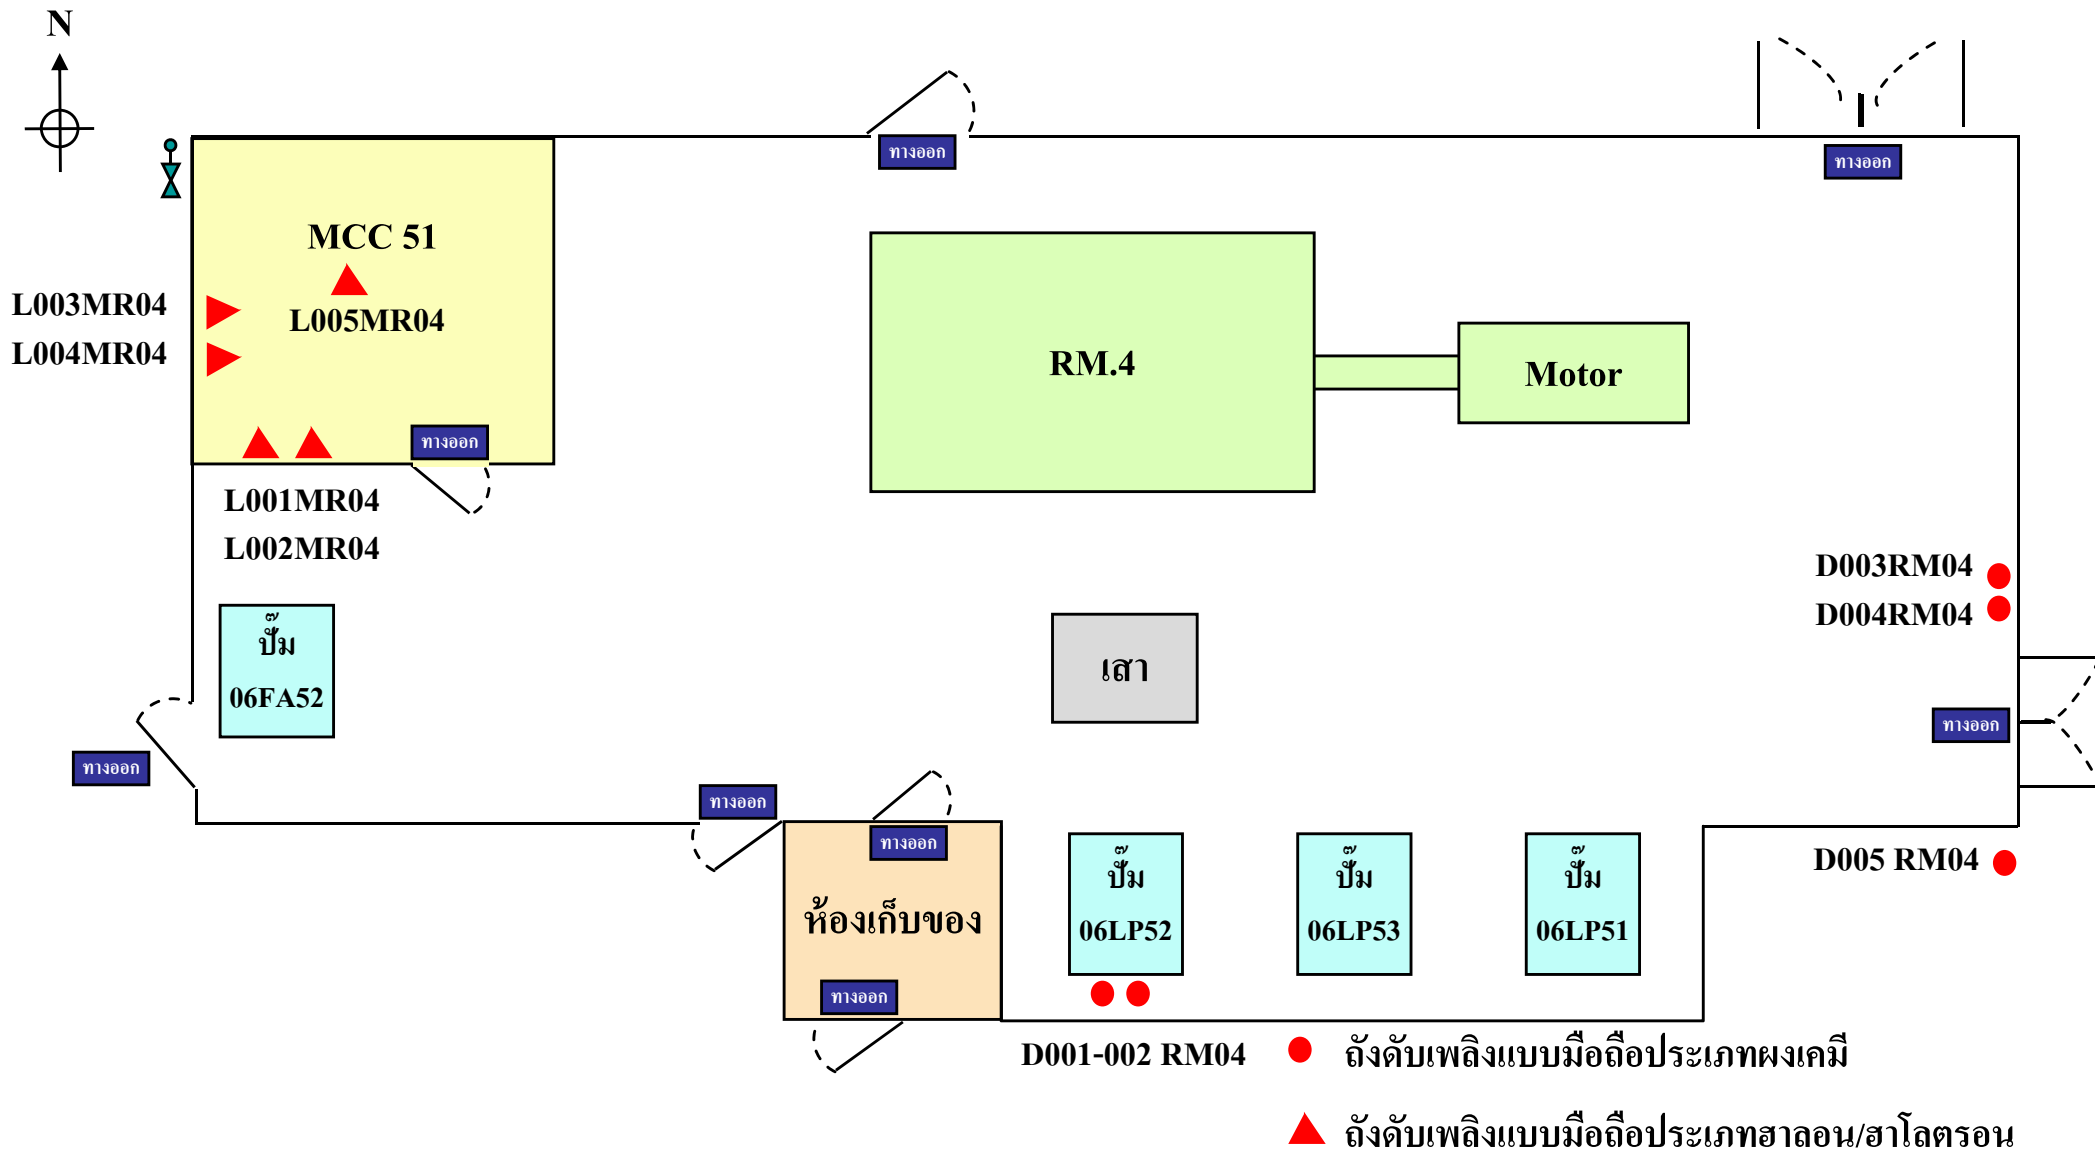 N
ทางออก
ทางออก
MCC 51
L003MR04
L005MR04
L004MR04
RM.4
Motor
ทางออก
L001MR04
L002MR04
D003RM04
D004RM04
ปั๊ม
06FA52
เสา
ทางออก
ทางออก
ทางออก
ทางออก
ปั๊ม
06LP52
ปั๊ม
06LP53
ปั๊ม
06LP51
D005 RM04
ห้องเก็บของ
ทางออก
D001-002 RM04
ถังดับเพลิงแบบมือถือประเภทผงเคมี
ถังดับเพลิงแบบมือถือประเภทฮาลอน/ฮาโลตรอน